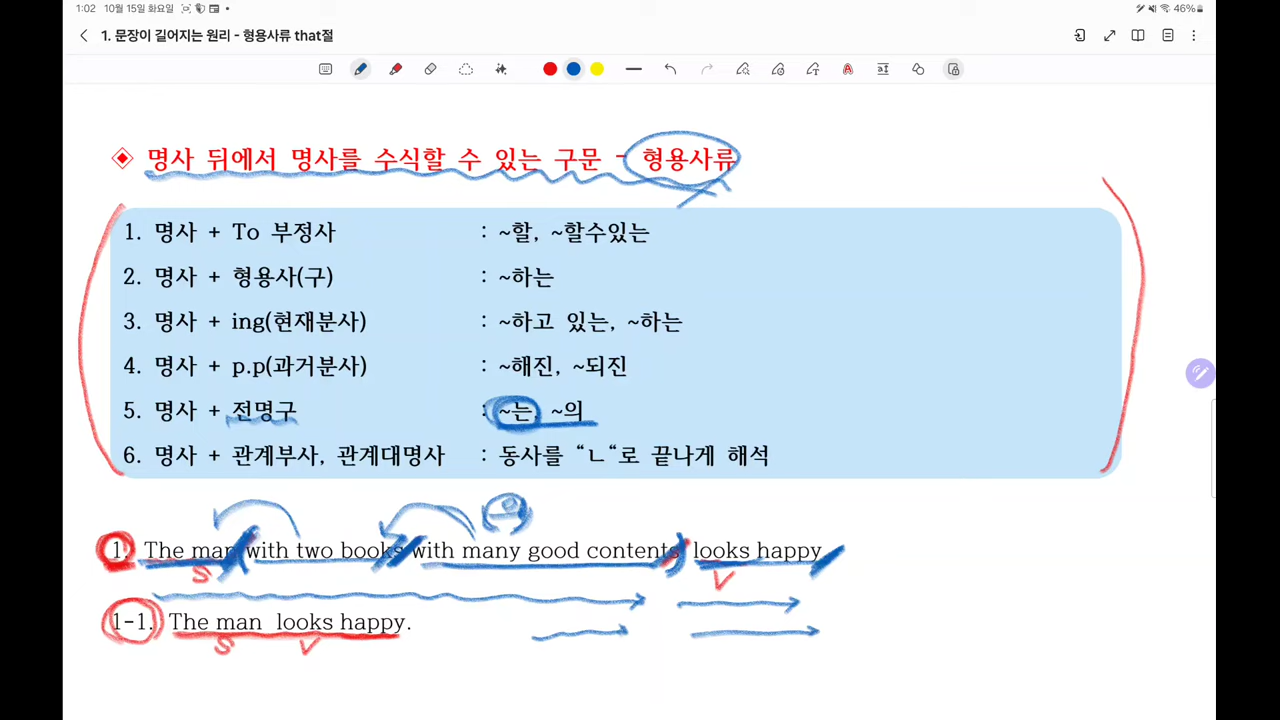 1:02 10월 15일 화요일 46%
1. 문장이 길어지는 원리 - 형용사류 that절
명사 뒤에서 명사를 수식할 수 있는 구문 - 형용사류
1. 명사 + To 부정사 : ~할, ~할수있는
2. 명사 + 형용사(구) : ~하는
3. 명사 + ing(현재분사) : ~하고 있는, ~하는
4. 명사 + p.p(과거분사) : ~해진, ~되진
5. 명사 + 전명구 : ~는, ~의
6. 명사 + 관계부사, 관계대명사 : 동사를 “ㄴ“로 끝나게 해석
1. The man with two books with many good contents looks happy.
S V
1-1. The man looks happy.
S V